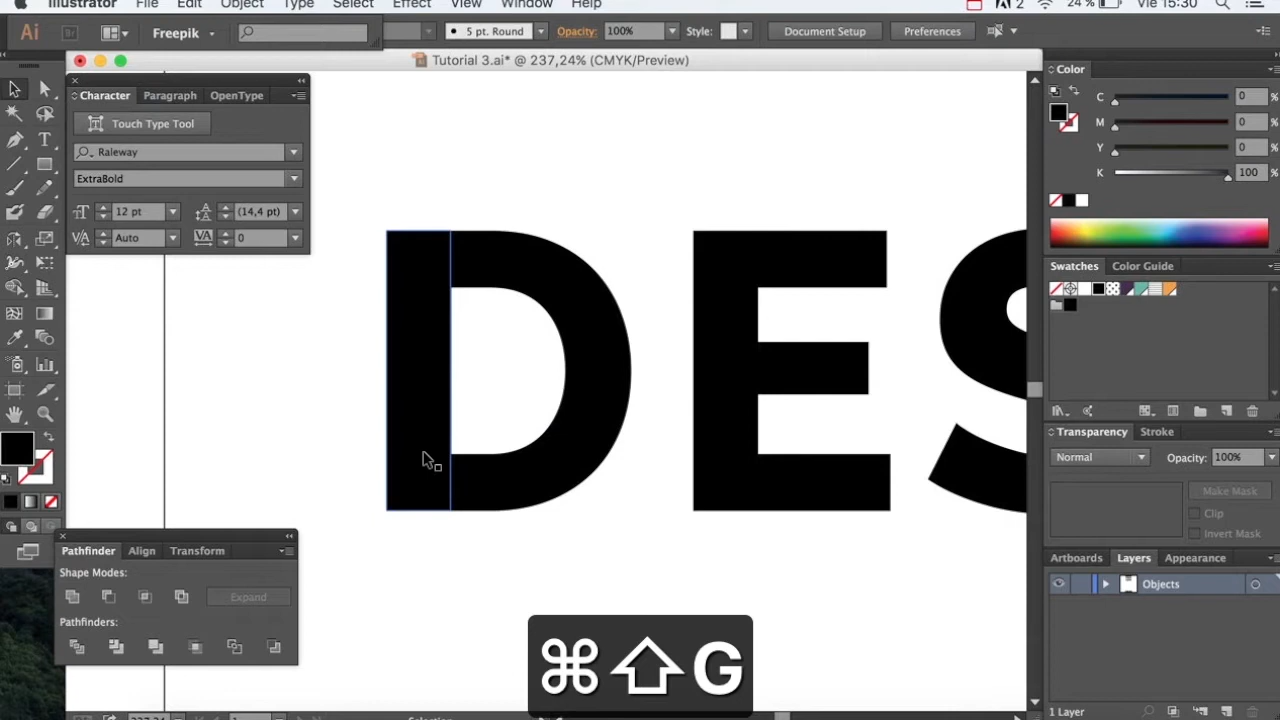 Illustrator File Edit Object Type Select Effect View Window Help 2 24 % Vie 15:30
Ai Br Freepik 5 pt. Round Opacity: 100% Style: Document Setup Preferences
Tutorial 3.ai* @ 237,24% (CMYK/Preview)
Character Paragraph OpenType
Touch Type Tool
Raleway
ExtraBold
12 pt (14,4 pt)
Auto 0
Color
C 0 %
M 0 %
Y 0 %
K 100 %
Swatches Color Guide
DES
Transparency Stroke
Normal Opacity: 100%
Make Mask
Clip
Invert Mask
Pathfinder Align Transform
Shape Modes:
Expand
Pathfinders:
Artboards Layers Appearance
Objects
⌘⇧G
1 Layer